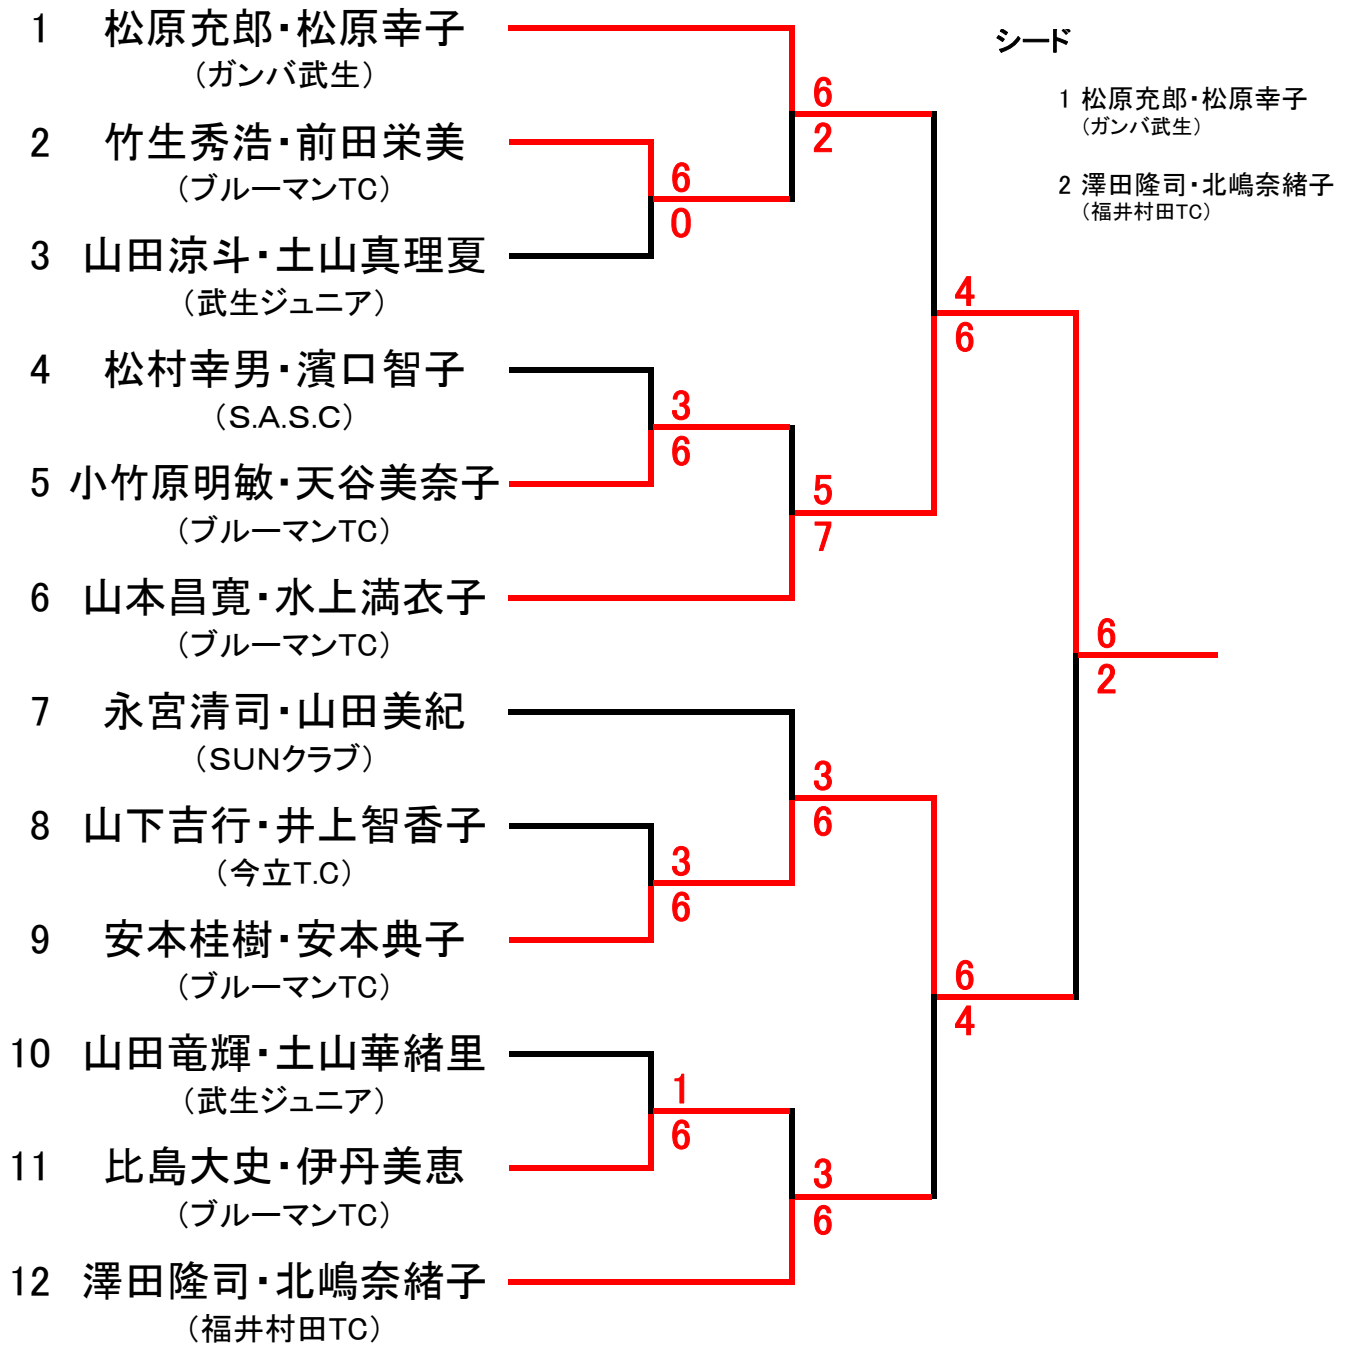 1 松原充郎・松原幸子
（ガンバ武生）
2 竹生秀浩・前田栄美
（ブルーマンTC）
3 山田涼斗・土山真理夏
（武生ジュニア）
4 松村幸男・濱口智子
（S.A.S.C）
5 小竹原明敏・天谷美奈子
（ブルーマンTC）
6 山本昌寛・水上満衣子
（ブルーマンTC）
7 永宮清司・山田美紀
（SUNクラブ）
8 山下吉行・井上智香子
（今立T.C）
9 安本桂樹・安本典子
（ブルーマンTC）
10 山田竜輝・土山華緒里
（武生ジュニア）
11 比島大史・伊丹美恵
（ブルーマンTC）
12 澤田隆司・北嶋奈緒子
（福井村田TC）
6
0
3
6
3
6
1
6
6
2
5
7
3
6
3
6
4
6
6
4
6
2
シード
1 松原充郎・松原幸子
（ガンバ武生）
2 澤田隆司・北嶋奈緒子
（福井村田TC）